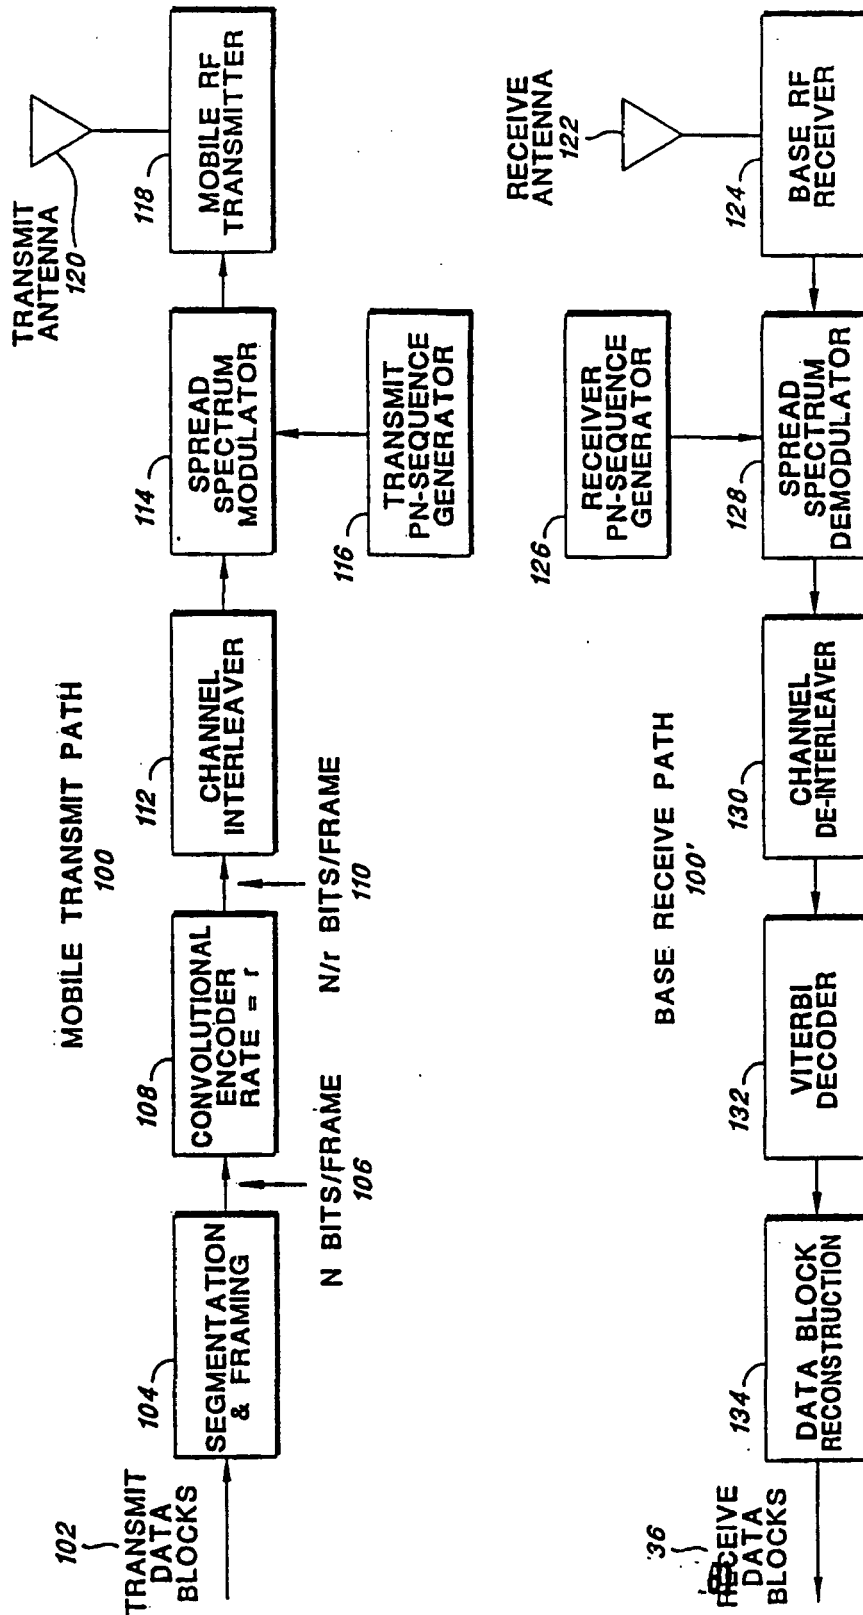 MOBILE TRANSMIT PATH
100
102
TRANSMIT
DATA
BLOCKS
104
SEGMENTATION
& FRAMING
N BITS/FRAME
106
108
CONVOLUTIONAL
ENCODER
RATE = r
N/r BITS/FRAME
110
112
CHANNEL
INTERLEAVER
114
SPREAD
SPECTRUM
MODULATOR
116
TRANSMIT
PN-SEQUENCE
GENERATOR
118
MOBILE RF
TRANSMITTER
TRANSMIT
ANTENNA
120
BASE RECEIVE PATH
100'
RECEIVE
ANTENNA
122
124
BASE RF
RECEIVER
126
RECEIVER
PN-SEQUENCE
GENERATOR
128
SPREAD
SPECTRUM
DEMODULATOR
130
CHANNEL
DE-INTERLEAVER
132
VITERBI
DECODER
134
DATA BLOCK
RECONSTRUCTION
'36
RECEIVE
DATA
BLOCKS